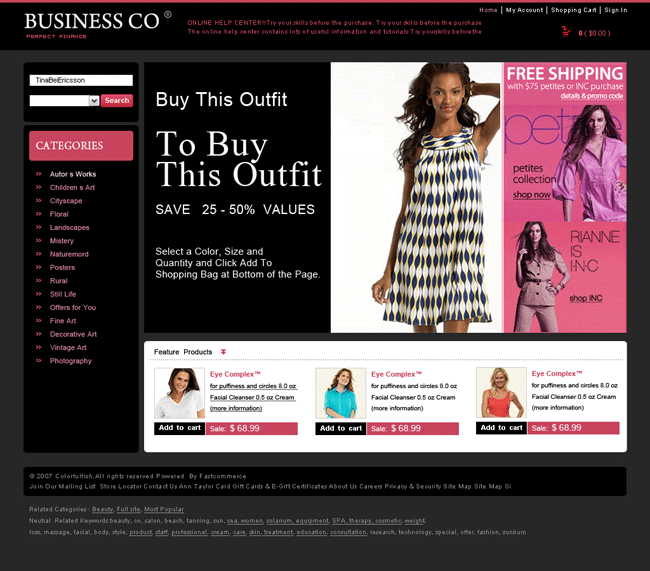 BUSINESS CO ®
PERFECT FINANCE
Home | My Account | Shopping Cart | Sign In
ONLINE HELP CENTER!!Try yourskills before the purchase. Try your skills before the purchase
The online help center contains lots of useful information and tutorials Try yourskills beforethe
0 ( $0.00 )
TinaBelEricsson
Search
CATEGORIES
Autor s Works
Children s Art
Cityscape
Floral
Landscapes
Mistery
Naturemord
Posters
Rural
Still Life
Offers for You
Fine Art
Decorative Art
Vintage Art
Photography
Buy This Outfit
To Buy
This Outfit
SAVE 25 - 50% VALUES
Select a Color, Size and
Quantity and Click Add To
Shopping Bag at Bottom of the Page.
FREE SHIPPING
with $75 petites or INC purchase
details & promo code
petite
petites
collection
shop now
RIANNE
IS
I·N·C
shop INC
Feature Products
Eye Complex™
for puffiness and circles 8.0 oz
Facial Cleanser 0.5 oz Cream
(more information)
Add to cart
Sale: $ 68.99
Eye Complex™
for puffiness and circles 8.0 oz
Facial Cleanser 0.5 oz Cream
(more information)
Add to cart
Sale: $ 68.99
Eye Complex™
for puffiness and circles 8.0 oz
Facial Cleanser 0.5 oz Cream
(more information)
Add to cart
Sale: $ 68.99
© 2007 Colorfultish.All rights reserved Powered By Fastcommerce
Join Our Mailing List: Store Locator Contact Us Ann Taylor Card Gift Cards & E-Gift Certificates About Us Careers Privacy & Security Site Map Site Map Si
Related Categories : Beauty, Full site, Most Popular
Neutral Related Keywords:beauty, co, salon, beach, tanning, sun, sea, women, solarium, equipment, SPA, therapy, cosmetic, weight,
loss, massage, facial, body, style, product, staff, professional, cream, care, skin, treatment, education, consultation, research, technology, special, offer, fashion, sunburn